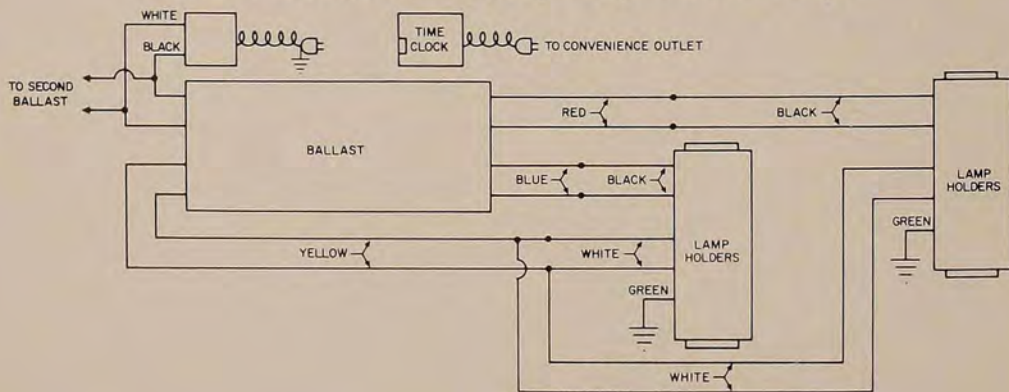 WHITE
BLACK
TIME
CLOCK
TO CONVENIENCE OUTLET
TO SECOND
BALLAST
BALLAST
RED
BLACK
BLUE
BLACK
LAMP
HOLDERS
GREEN
YELLOW
WHITE
LAMP
HOLDERS
GREEN
WHITE